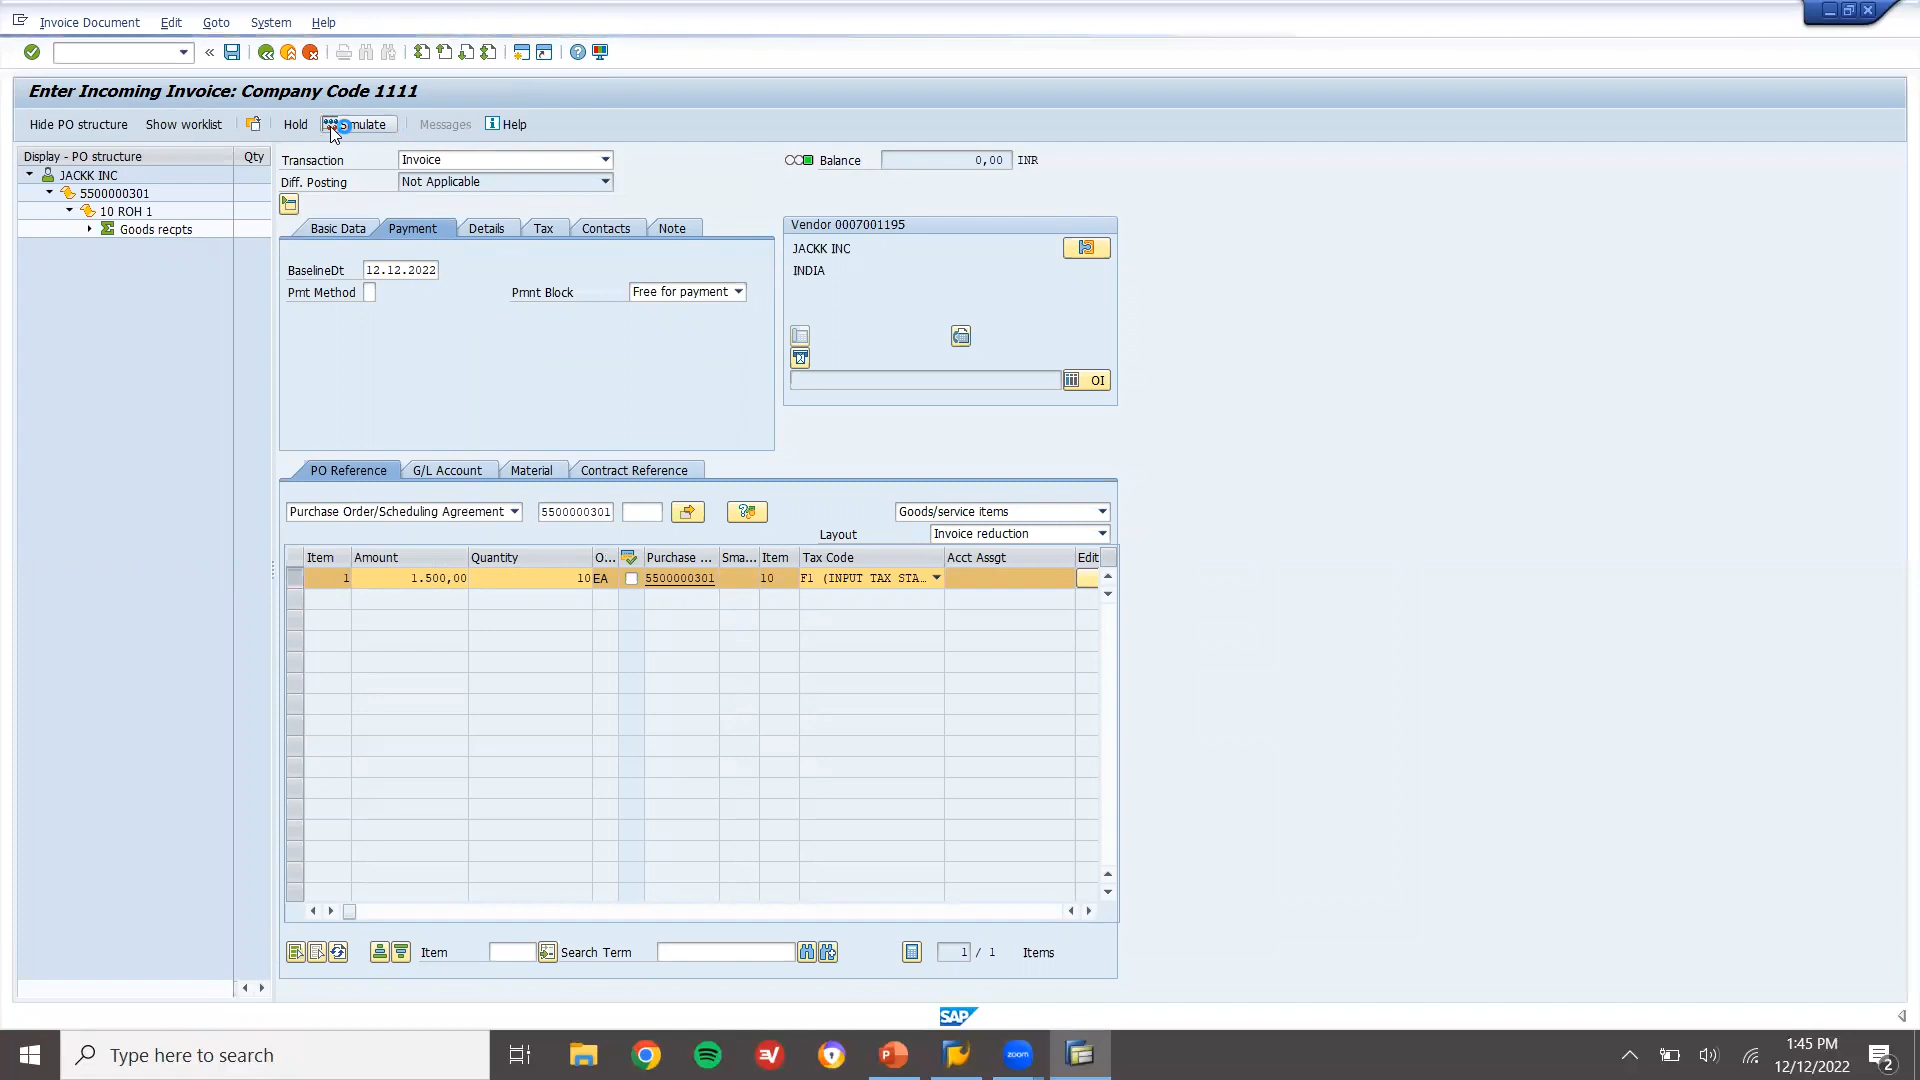 Invoice Document Edit Goto System Help
Enter Incoming Invoice: Company Code 1111
Hide PO structure Show worklist Hold Simulate Messages Help
Display - PO structure Qty
JACKK INC
5500000301
10 ROH 1
Goods recpts
Transaction Invoice
Balance 0,00 INR
Diff. Posting Not Applicable
Basic Data Payment Details Tax Contacts Note
BaselineDt 12.12.2022
Pmt Method Pmnt Block Free for payment
Vendor 0007001195
JACKK INC
INDIA
OI
PO Reference G/L Account Material Contract Reference
Purchase Order/Scheduling Agreement 5500000301 Goods/service items
Layout Invoice reduction
Item Amount Quantity O... Purchase ... Sma... Item Tax Code Acct Assgt Edit
1 1.500,00 10 EA 5500000301 10 F1 (INPUT TAX STA...
Item Search Term 1 / 1 Items
SAP
Type here to search
zoom
1:45 PM
12/12/2022
2